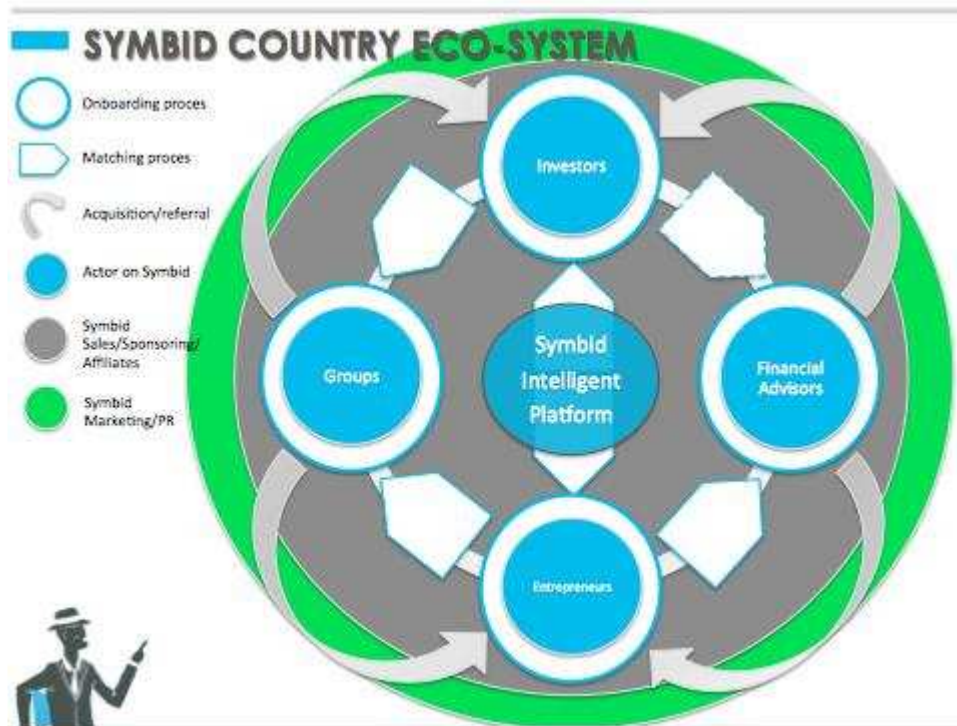 SYMBID COUNTRY ECO-SYSTEM
Onboarding proces
Matching proces
Acquisition/referral
Actor on Symbid
Symbid
Sales/Sponsoring/
Affiliates
Symbid
Marketing/PR
Investors
Groups
Symbid
Intelligent
Platform
Financial
Advisors
Entrepreneurs